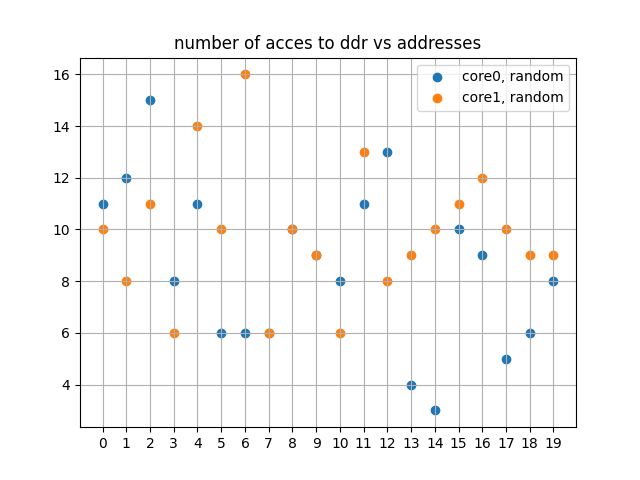 number of acces to ddr vs addresses
core0, random
core1, random
16
14
12
10
8
6
4
0 1 2 3 4 5 6 7 8 9 10 11 12 13 14 15 16 17 18 19